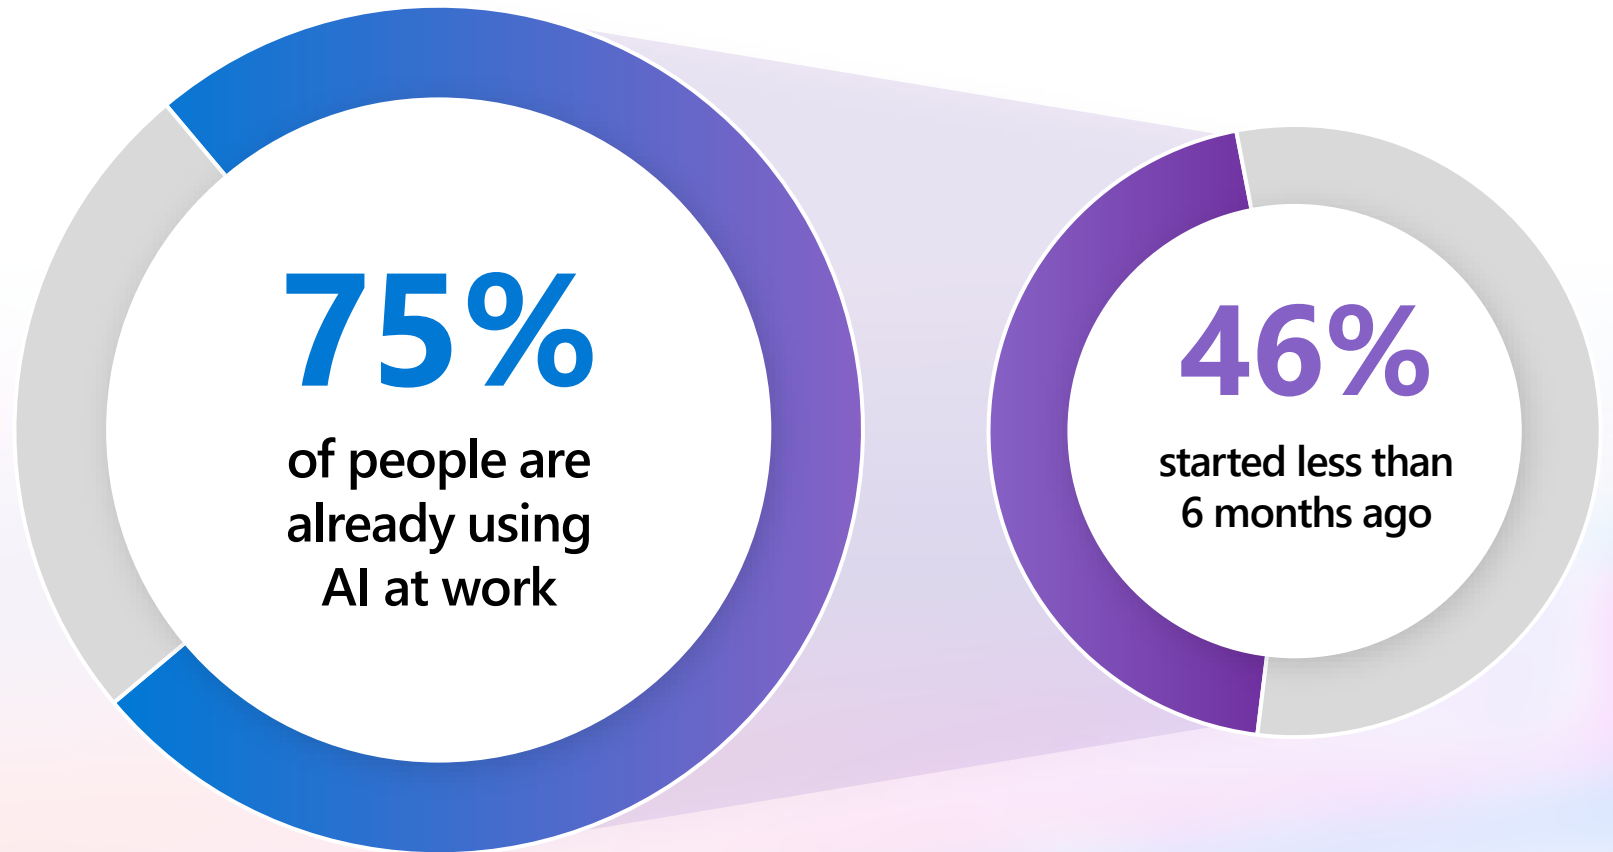 75%
of people are
already using
AI at work
46%
started less than
6 months ago